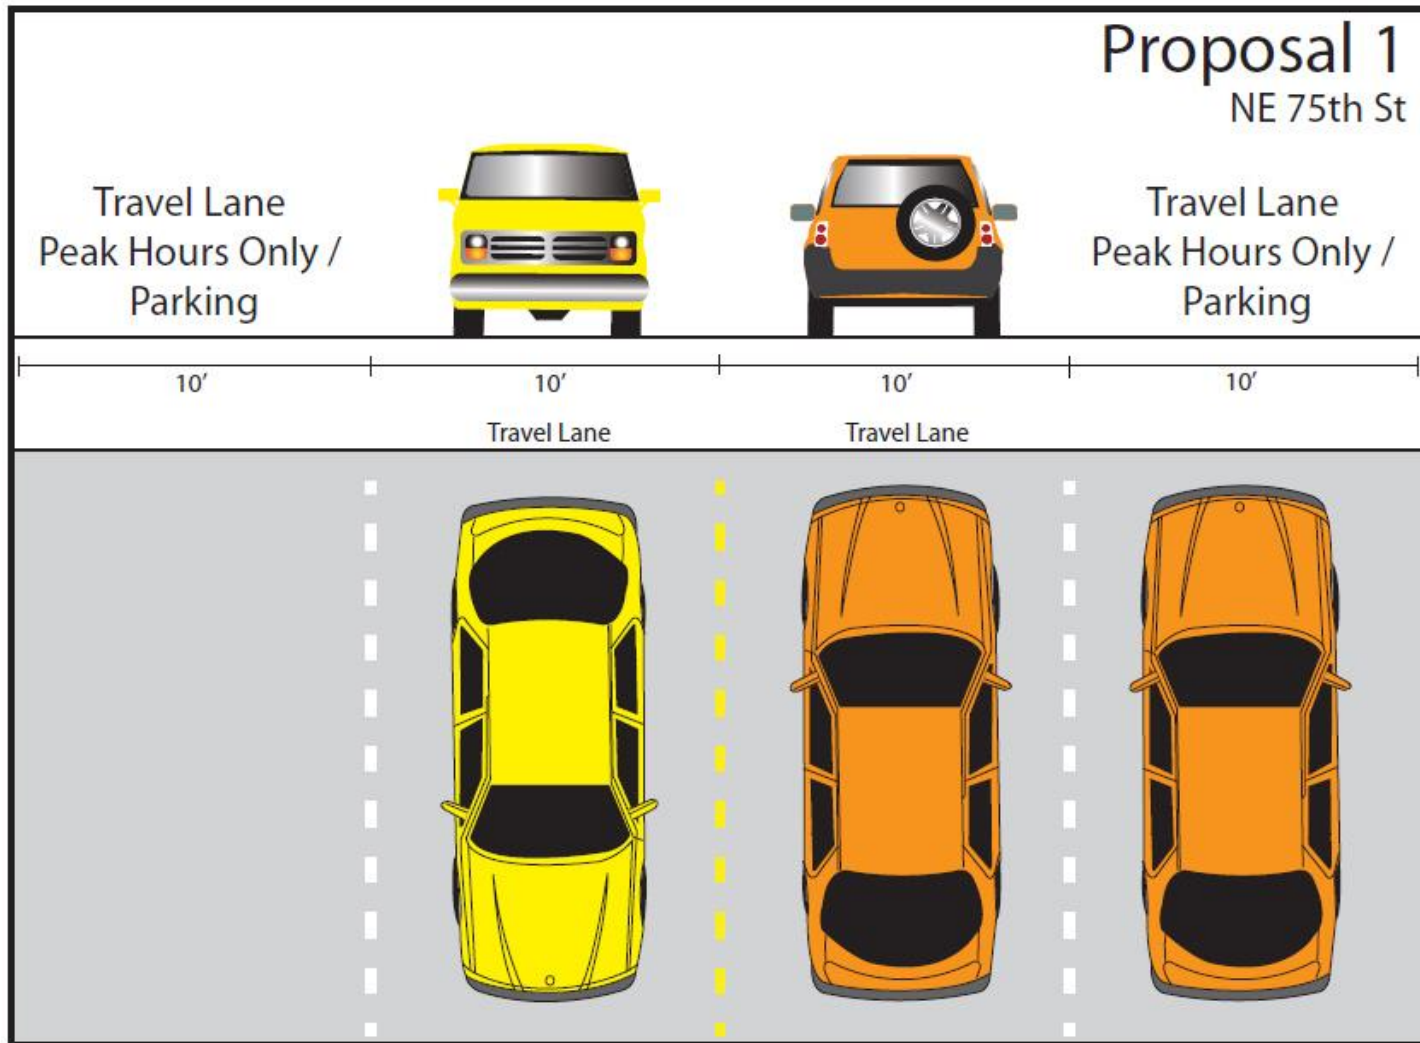 Proposal 1
NE 75th St
Travel Lane
Peak Hours Only /
Parking
Travel Lane
Peak Hours Only /
Parking
10'
10'
10'
10'
Travel Lane
Travel Lane